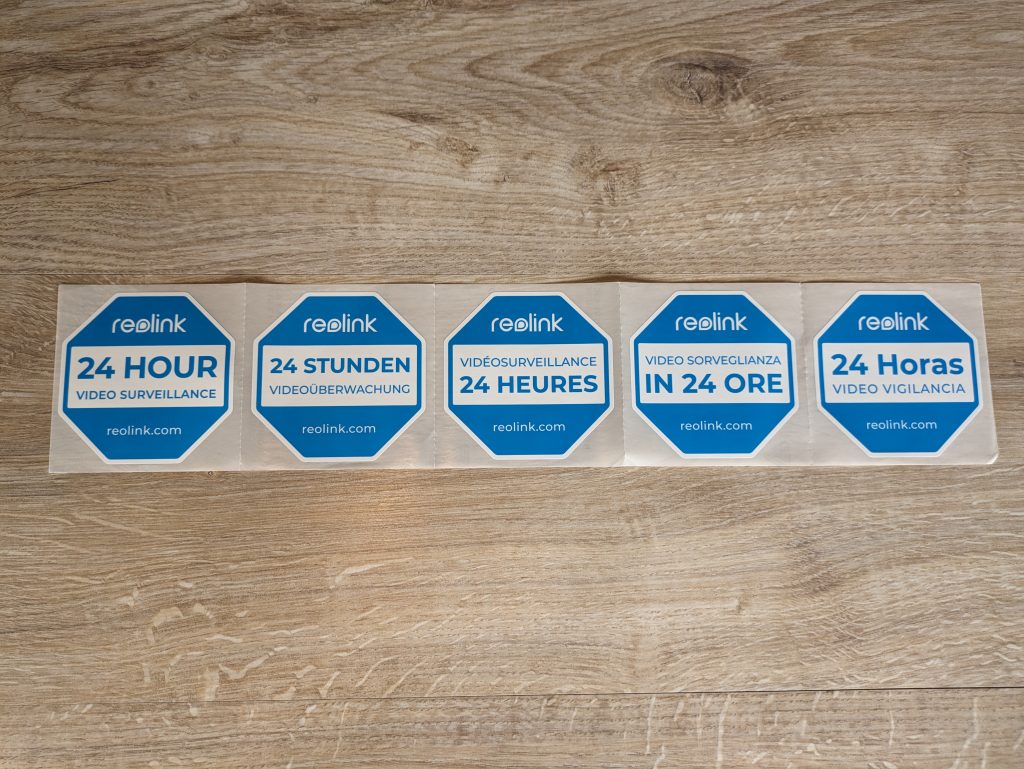 reolink
24 HOUR
VIDEO SURVEILLANCE
reolink.com
reolink
24 STUNDEN
VIDEOÜBERWACHUNG
reolink.com
reolink
VIDÉOSURVEILLANCE
24 HEURES
reolink.com
reolink
VIDEO SORVEGLIANZA
IN 24 ORE
reolink.com
reolink
24 Horas
VIDEO VIGILANCIA
reolink.com